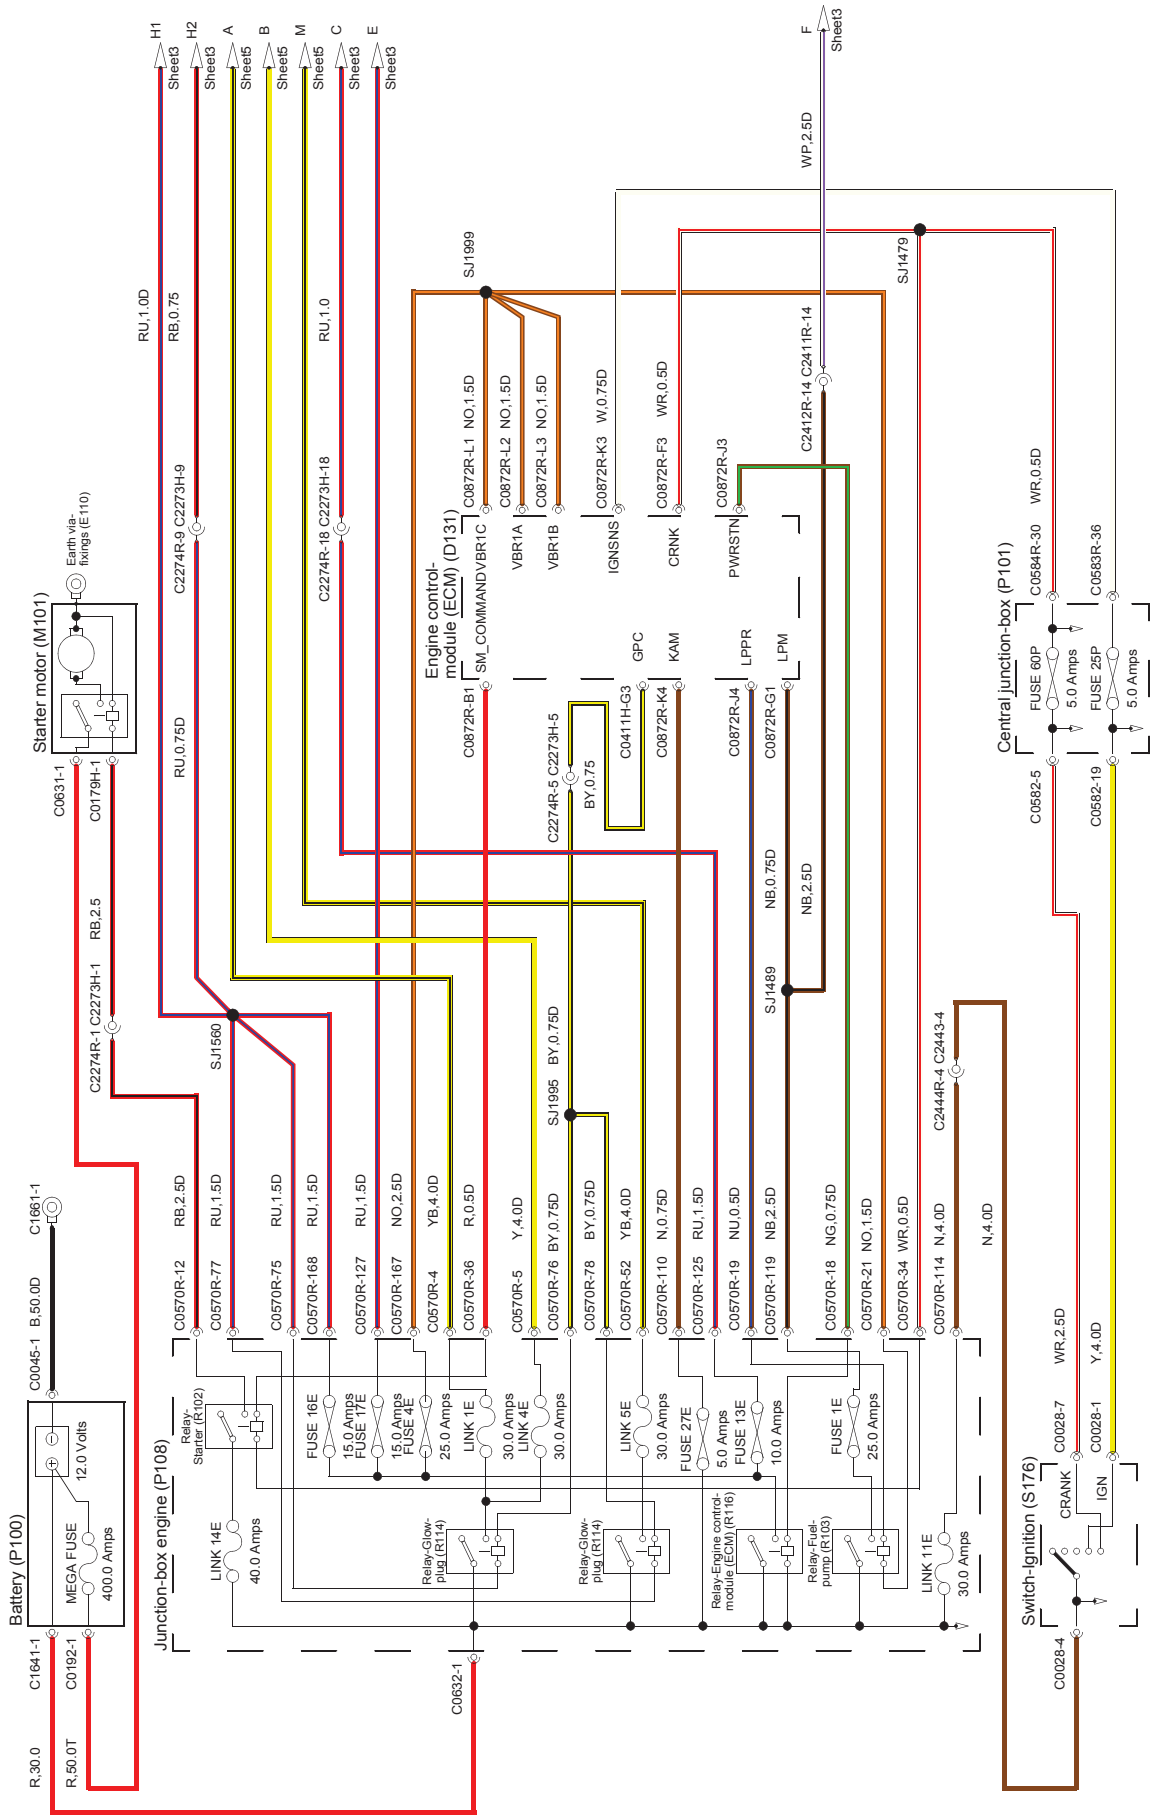 H1
Sheet3
H2
Sheet3
A
Sheet5
B
Sheet5
M
Sheet5
C
Sheet3
E
Sheet3
F
Sheet3
WP,2.5D
RU,1.0D
RB,0.75
RU,1.0
SJ1999
SJ1479
C2412R-14 C2411R-14
C0872R-L1 NO,1.5D
C0872R-L2 NO,1.5D
C0872R-L3 NO,1.5D
C0872R-K3 W,0.75D
C0872R-F3 WR,0.5D
C0872R-J3
C0584R-30 WR,0.5D
C0583R-36
Earth via-
fixings (E110)
C2274R-9 C2273H-9
C2274R-18 C2273H-18
Starter motor (M101)
C0631-1
C0179H-1
RU,0.75D
Engine control-
module (ECM) (D131)
SM_COMMAND
VBR1C
VBR1A
VBR1B
IGNSNS
CRNK
PWRSTN
GPC
KAM
LPPR
LPM
C0872R-B1
C2274R-5 C2273H-5
BY,0.75
C0411H-G3
C0872R-K4
C0872R-J4
C0872R-G1
Central junction-box (P101)
FUSE 60P
5.0 Amps
FUSE 25P
5.0 Amps
C0582-5
C0582-19
RB,2.5
C2274R-1 C2273H-1
SJ1560
SJ1995
BY,0.75D
SJ1489
NB,0.75D
NB,2.5D
C2444R-4 C2443-4
C1661-1
C0045-1 B,50.0D
C0570R-12 RB,2.5D
C0570R-77 RU,1.5D
C0570R-75 RU,1.5D
C0570R-168 RU,1.5D
C0570R-127 RU,1.5D
C0570R-167 NO,2.5D
C0570R-4 YB,4.0D
C0570R-36 R,0.5D
C0570R-5 Y,4.0D
C0570R-76 BY,0.75D
C0570R-78 BY,0.75D
C0570R-52 YB,4.0D
C0570R-110 N,0.75D
C0570R-125 RU,1.5D
C0570R-19 NU,0.5D
C0570R-119 NB,2.5D
C0570R-18 NG,0.75D
C0570R-21 NO,1.5D
C0570R-34 WR,0.5D
C0570R-114 N,4.0D
N,4.0D
C0028-7 WR,2.5D
C0028-1 Y,4.0D
Battery (P100)
12.0 Volts
MEGA FUSE
400.0 Amps
C1641-1
C0192-1
R,30.0
R,50.0T
Junction-box engine (P108)
Relay-
Starter (R102)
LINK 14E
40.0 Amps
FUSE 16E
15.0 Amps
FUSE 17E
15.0 Amps
FUSE 4E
25.0 Amps
LINK 1E
30.0 Amps
LINK 4E
30.0 Amps
LINK 5E
30.0 Amps
FUSE 27E
5.0 Amps
FUSE 13E
10.0 Amps
FUSE 1E
25.0 Amps
Relay-Glow-
plug (R114)
Relay-Glow-
plug (R114)
Relay-Engine control-
module (ECM) (R116)
Relay-Fuel-
pump (R103)
LINK 11E
30.0 Amps
C0632-1
Switch-Ignition (S176)
CRANK
IGN
C0028-4